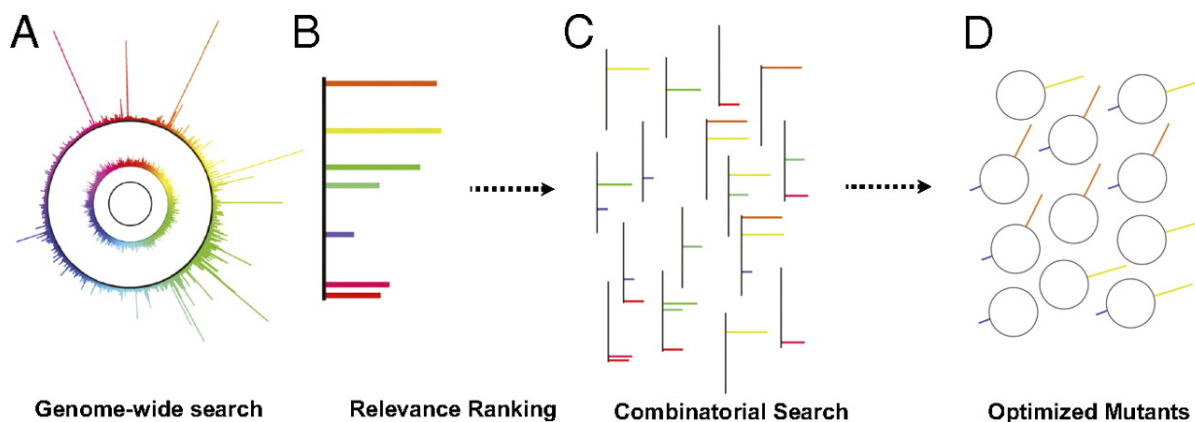 A
B
C
D
Genome-wide search
Relevance Ranking
Combinatorial Search
Optimized Mutants